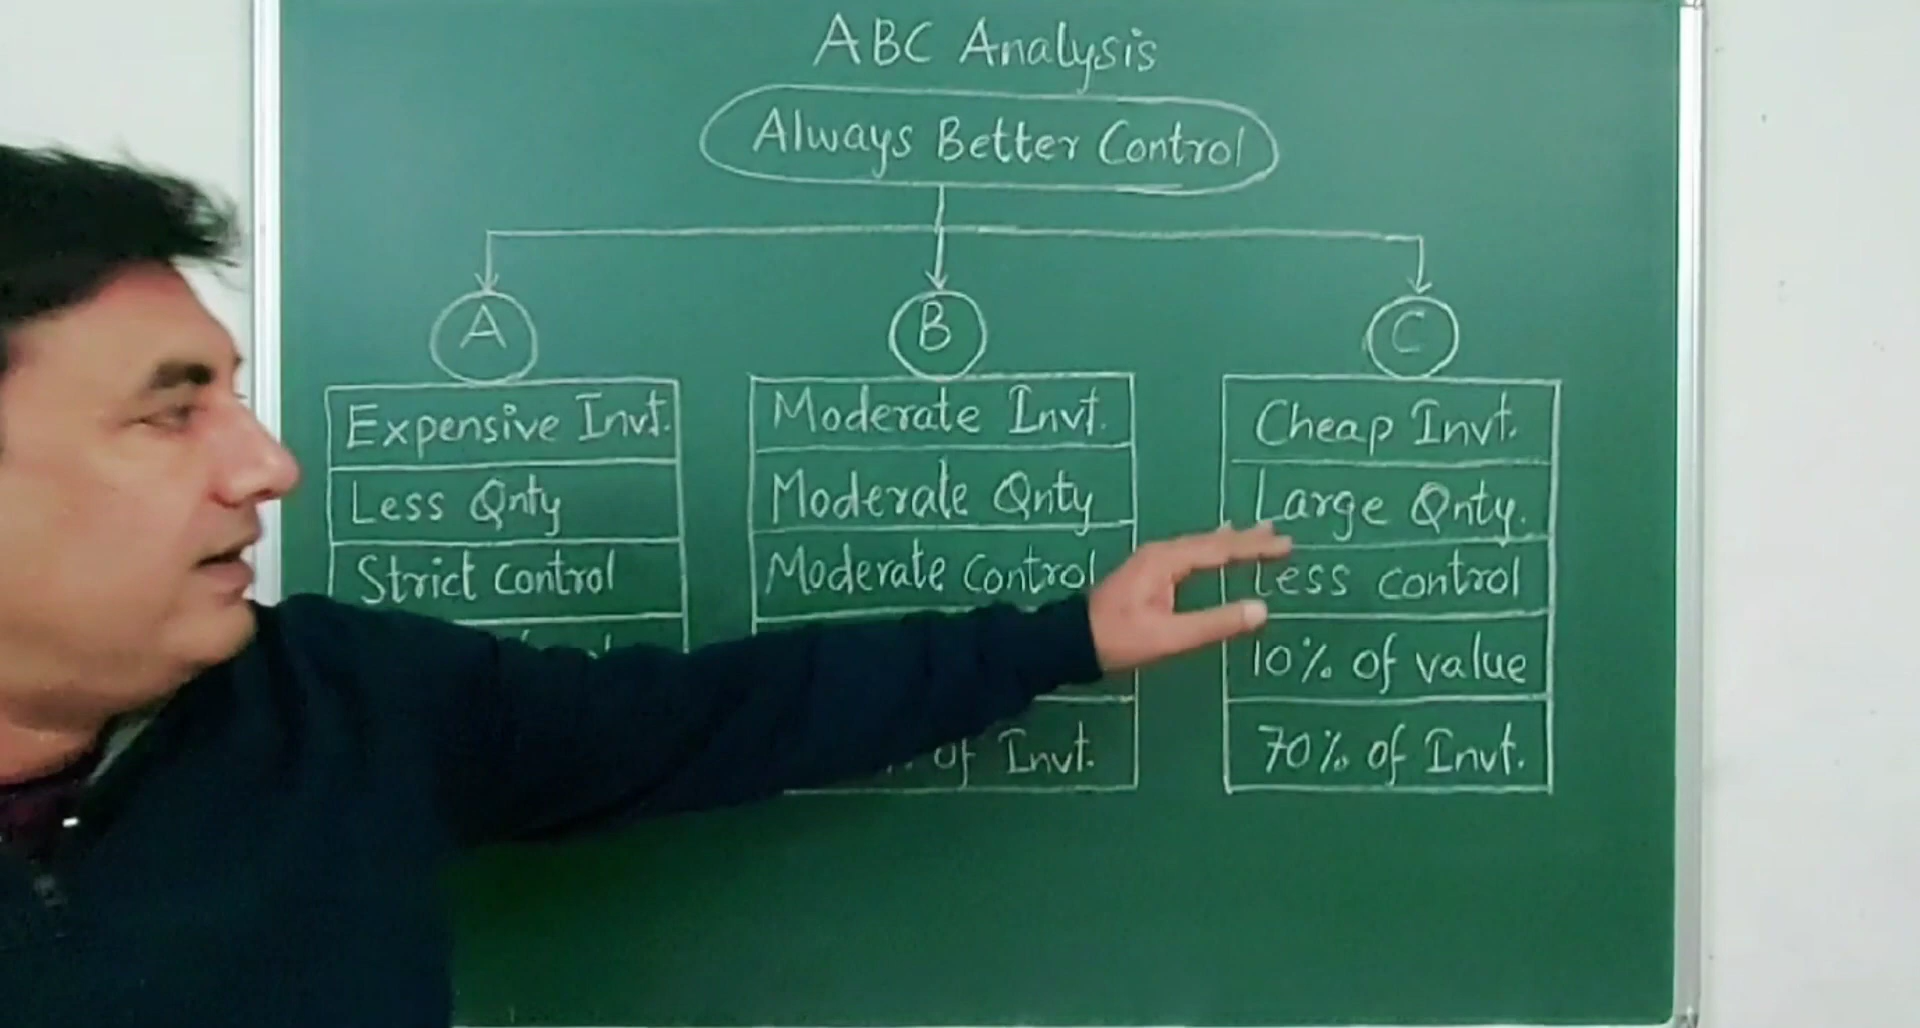 ABC Analysis
Always Better Control
A
B
C
Expensive Invt.
Less Qnty
Strict control
Moderate Invt.
Moderate Qnty
Moderate Control
of Invt.
Cheap Invt.
Large Qnty.
Less control
10% of value
70% of Invt.